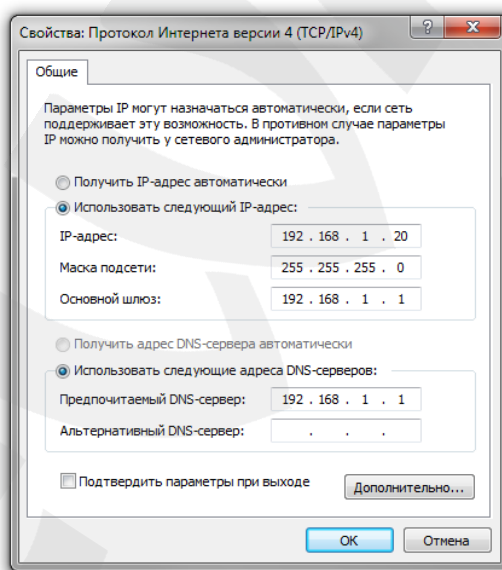 Свойства: Протокол Интернета версии 4 (TCP/IPv4)
Общие
Параметры IP могут назначаться автоматически, если сеть
поддерживает эту возможность. В противном случае параметры
IP можно получить у сетевого администратора.
Получить IP-адрес автоматически
Использовать следующий IP-адрес:
IP-адрес: 192 . 168 . 1 . 20
Маска подсети: 255 . 255 . 255 . 0
Основной шлюз: 192 . 168 . 1 . 1
Получить адрес DNS-сервера автоматически
Использовать следующие адреса DNS-серверов:
Предпочитаемый DNS-сервер: 192 . 168 . 1 . 1
Альтернативный DNS-сервер: . . .
Подтвердить параметры при выходе
Дополнительно...
ОК Отмена